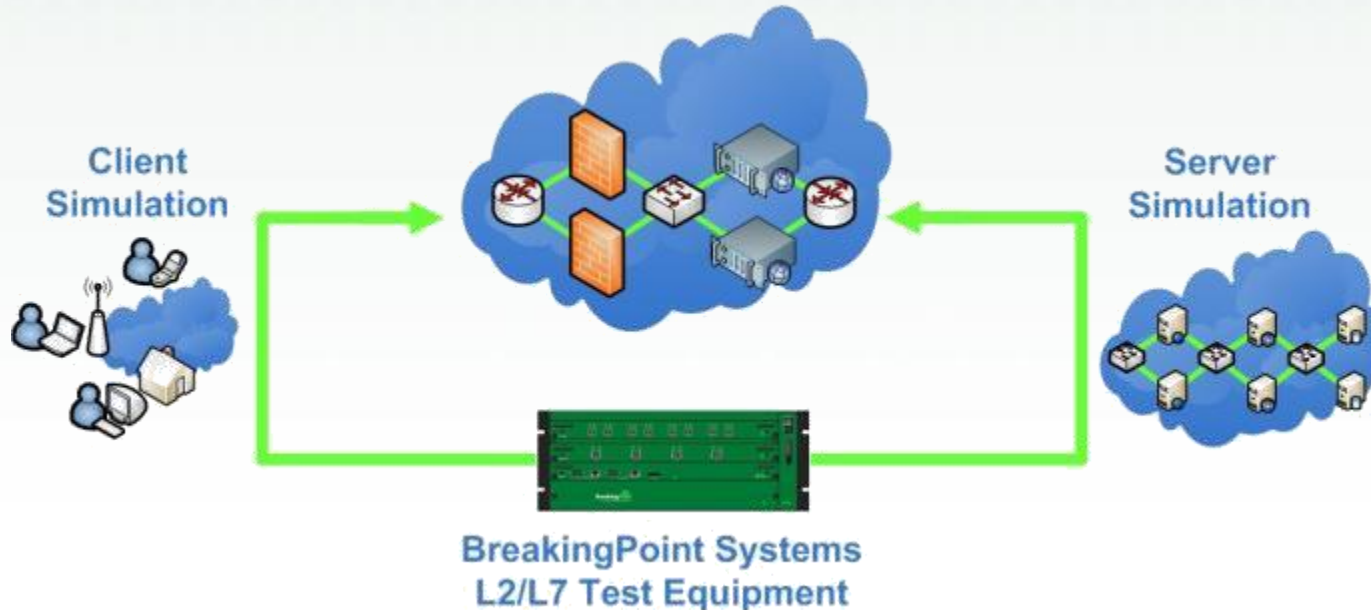 Client
Simulation
Server
Simulation
BreakingPoint Systems
L2/L7 Test Equipment